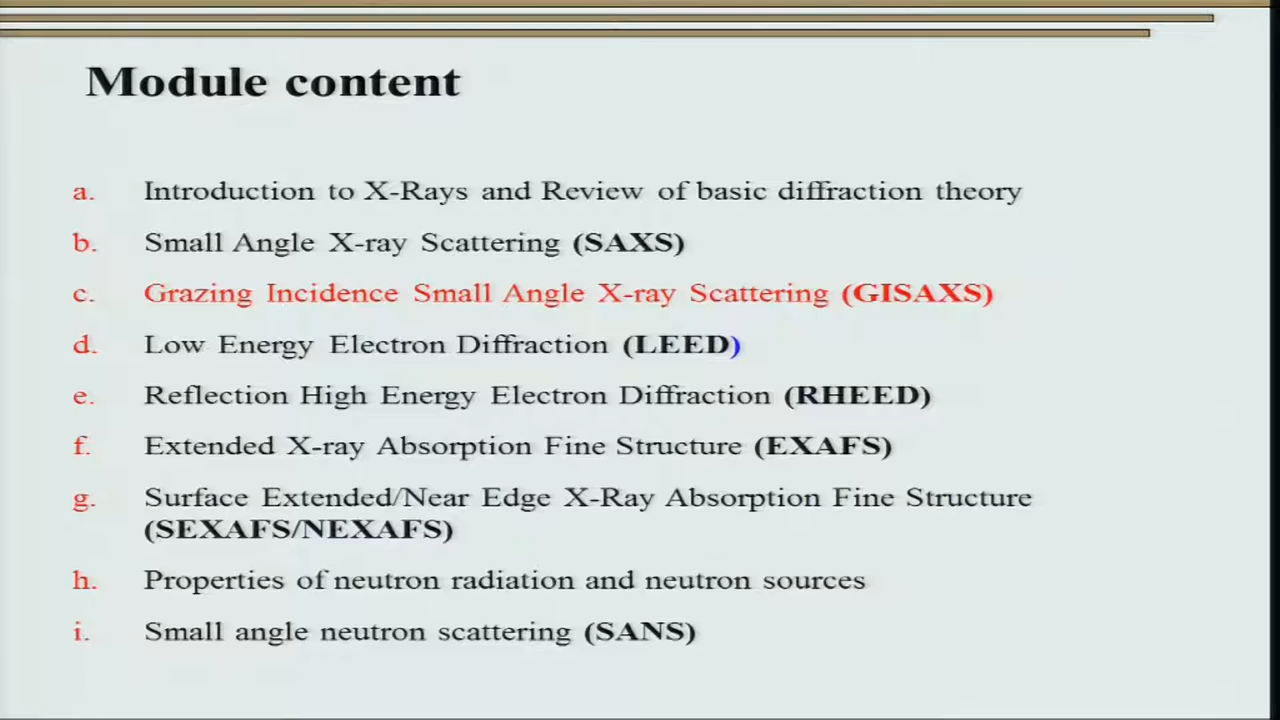 Module content
a. Introduction to X-Rays and Review of basic diffraction theory
b. Small Angle X-ray Scattering (SAXS)
c. Grazing Incidence Small Angle X-ray Scattering (GISAXS)
d. Low Energy Electron Diffraction (LEED)
e. Reflection High Energy Electron Diffraction (RHEED)
f. Extended X-ray Absorption Fine Structure (EXAFS)
g. Surface Extended/Near Edge X-Ray Absorption Fine Structure
(SEXAFS/NEXAFS)
h. Properties of neutron radiation and neutron sources
i. Small angle neutron scattering (SANS)